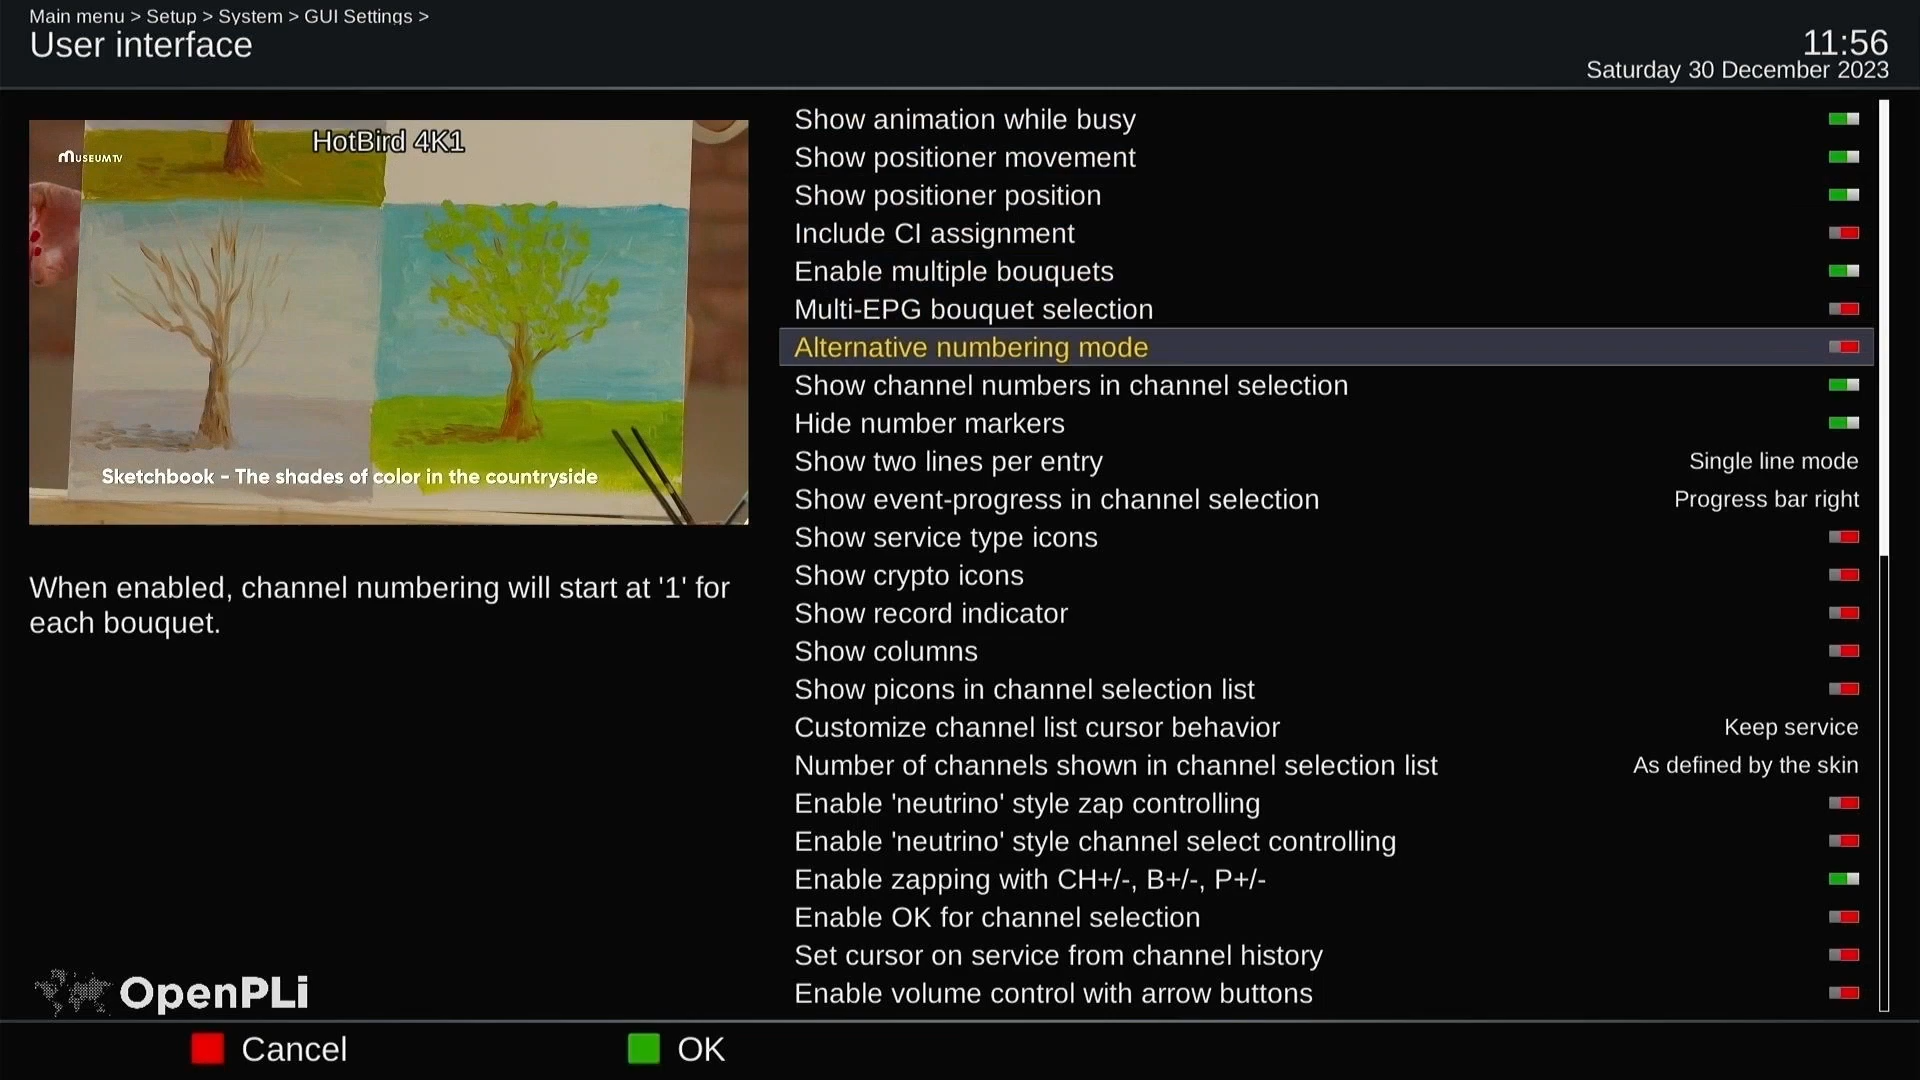 Main menu > Setup > System > GUI Settings >
User interface
11:56
Saturday 30 December 2023
HotBird 4K1
MUSEUMTV
Sketchbook - The shades of color in the countryside
When enabled, channel numbering will start at '1' for
each bouquet.
Show animation while busy
Show positioner movement
Show positioner position
Include CI assignment
Enable multiple bouquets
Multi-EPG bouquet selection
Alternative numbering mode
Show channel numbers in channel selection
Hide number markers
Show two lines per entry Single line mode
Show event-progress in channel selection Progress bar right
Show service type icons
Show crypto icons
Show record indicator
Show columns
Show picons in channel selection list
Customize channel list cursor behavior Keep service
Number of channels shown in channel selection list As defined by the skin
Enable 'neutrino' style zap controlling
Enable 'neutrino' style channel select controlling
Enable zapping with CH+/-, B+/-, P+/-
Enable OK for channel selection
Set cursor on service from channel history
Enable volume control with arrow buttons
OpenPLi
Cancel
OK